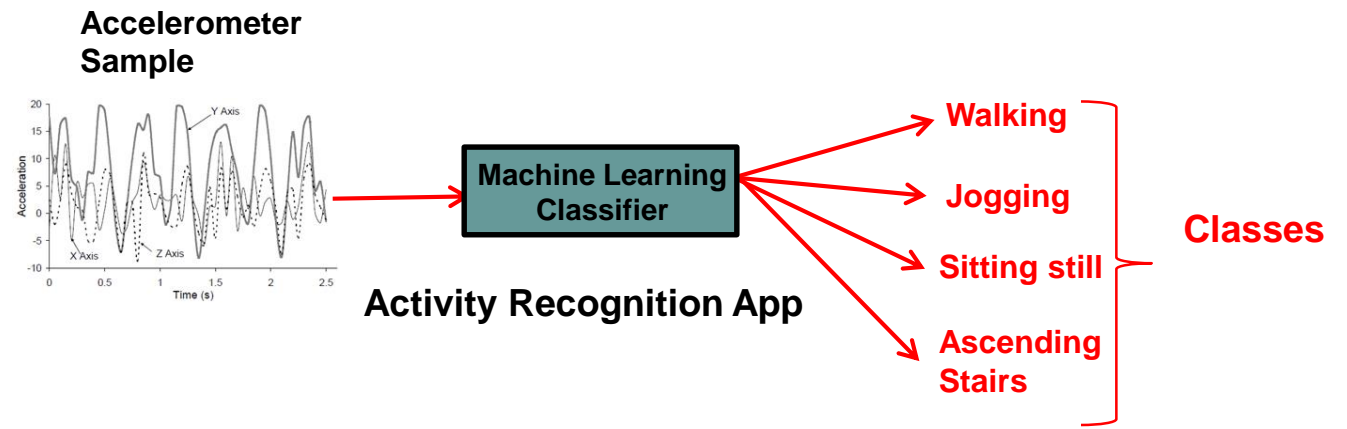 Accelerometer
Sample
20
15
10
5
0
-5
-10
Acceleration
Y Axis
X Axis
Z Axis
0
0.5
1
1.5
2
2.5
Time (s)
Machine Learning
Classifier
Activity Recognition App
Walking
Jogging
Sitting still
Ascending
Stairs
Classes